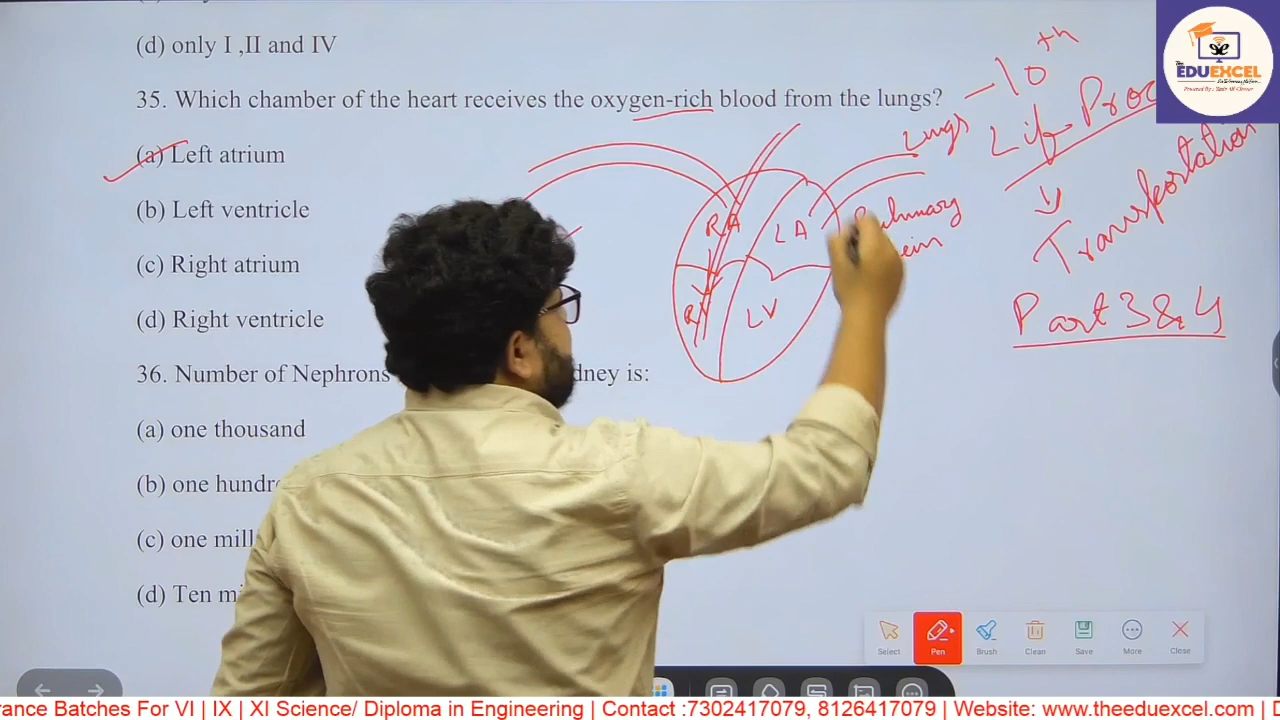 (d) only I ,II and IV
35. Which chamber of the heart receives the oxygen-rich blood from the lungs?
(a) Left atrium
(b) Left ventricle
(c) Right atrium
(d) Right ventricle
36. Number of Nephrons
dney is:
(a) one thousand
(b) one hundr
(c) one mill
(d) Ten mi
10th
Life Proc
Transportation
Part 3 & 4
Lungs
Pulmonary
ein
RA
LA
RV
LV
The
EDUEXCEL
Select
Pen
Brush
Clean
Save
More
Close
rance Batches For VI | IX | XI Science/ Diploma in Engineering | Contact :7302417079, 8126417079 | Website: www.theeduexcel.com | D